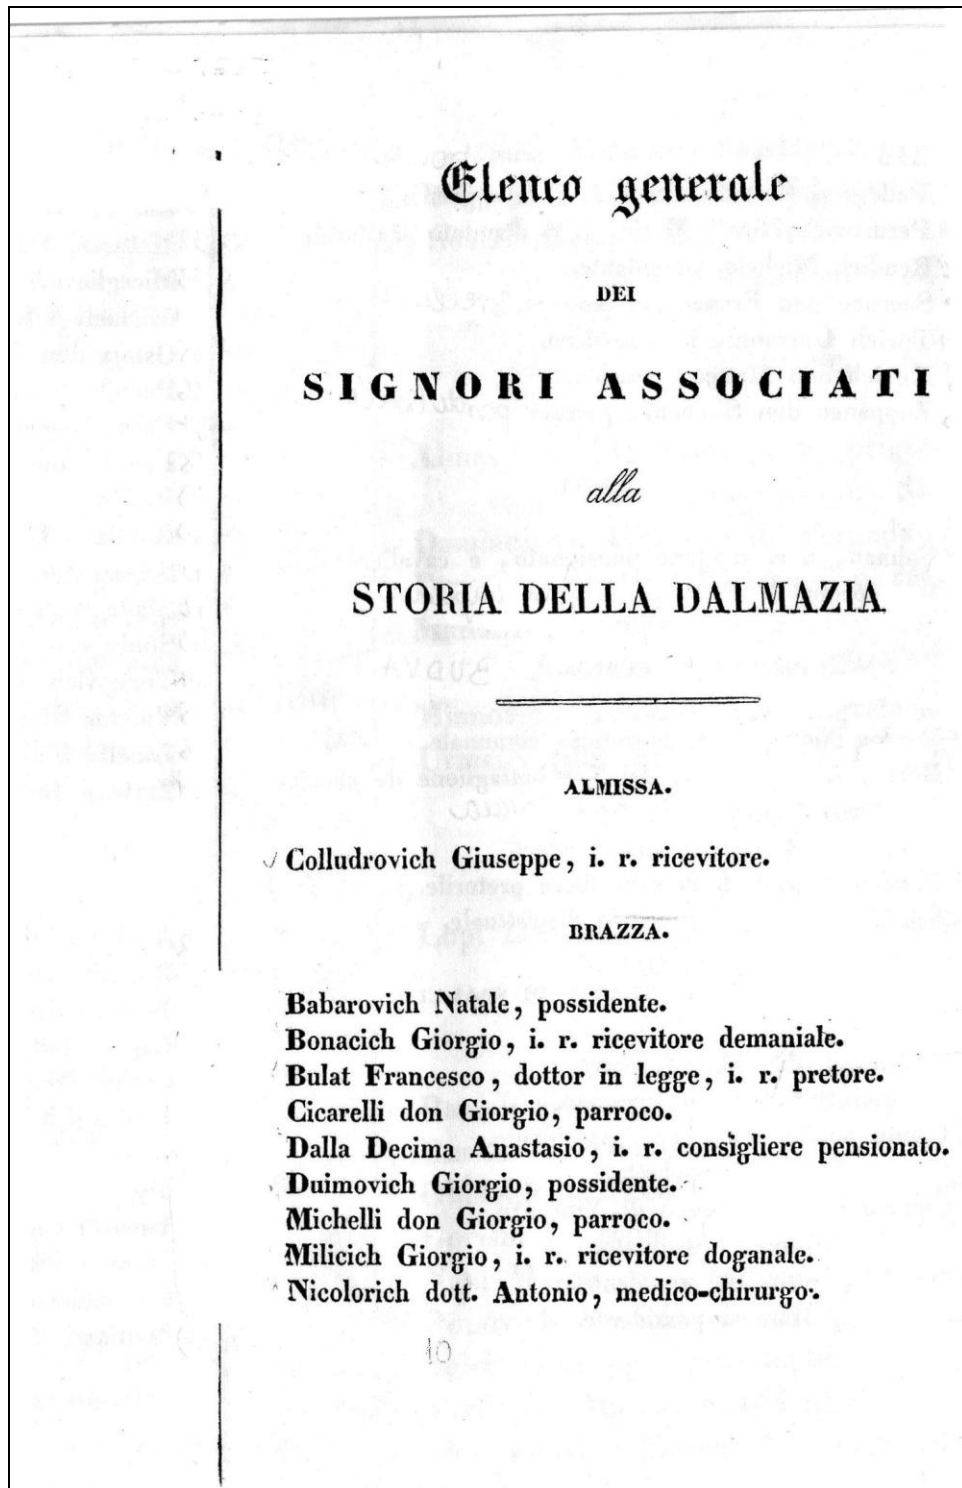 Elenco generale
DEI
SIGNORI ASSOCIATI
alla
STORIA DELLA DALMAZIA
ALMISSA.
Colludrovich Giuseppe, i. r. ricevitore.
BRAZZA.
Babarovich Natale, possidente.
Bonacich Giorgio, i. r. ricevitore demaniale.
Bulat Francesco, dottor in legge, i. r. pretore.
Cicarelli don Giorgio, parroco.
Dalla Decima Anastasio, i. r. consigliere pensionato.
Duimovich Giorgio, possidente.
Michelli don Giorgio, parroco.
Milicich Giorgio, i. r. ricevitore doganale.
Nicolorich dott. Antonio, medico-chirurgo.
10